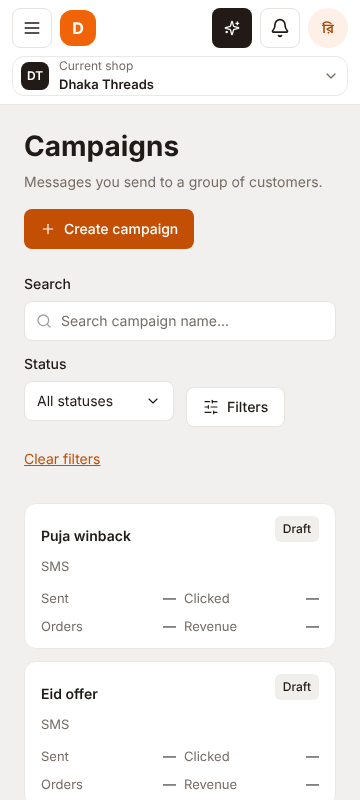 D
রি
DT
Current shop
Dhaka Threads
Campaigns
Messages you send to a group of customers.
Create campaign
Search
Search campaign name...
Status
All statuses
Filters
Clear filters
Puja winback
Draft
SMS
Sent — Clicked —
Orders — Revenue —
Eid offer
Draft
SMS
Sent — Clicked —
Orders — Revenue —